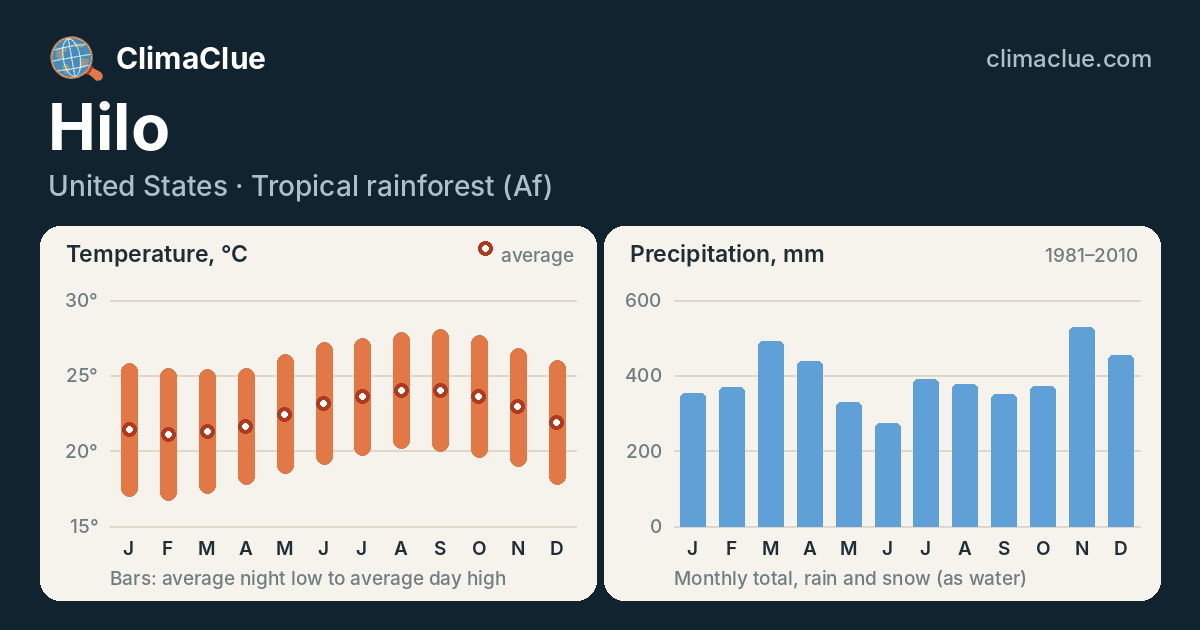 ClimaClue
climaclue.com
Hilo
United States · Tropical rainforest (Af)
Temperature, °C
average
30°
25°
20°
15°
J F M A M J J A S O N D
Bars: average night low to average day high
Precipitation, mm
1981–2010
600
400
200
0
J F M A M J J A S O N D
Monthly total, rain and snow (as water)